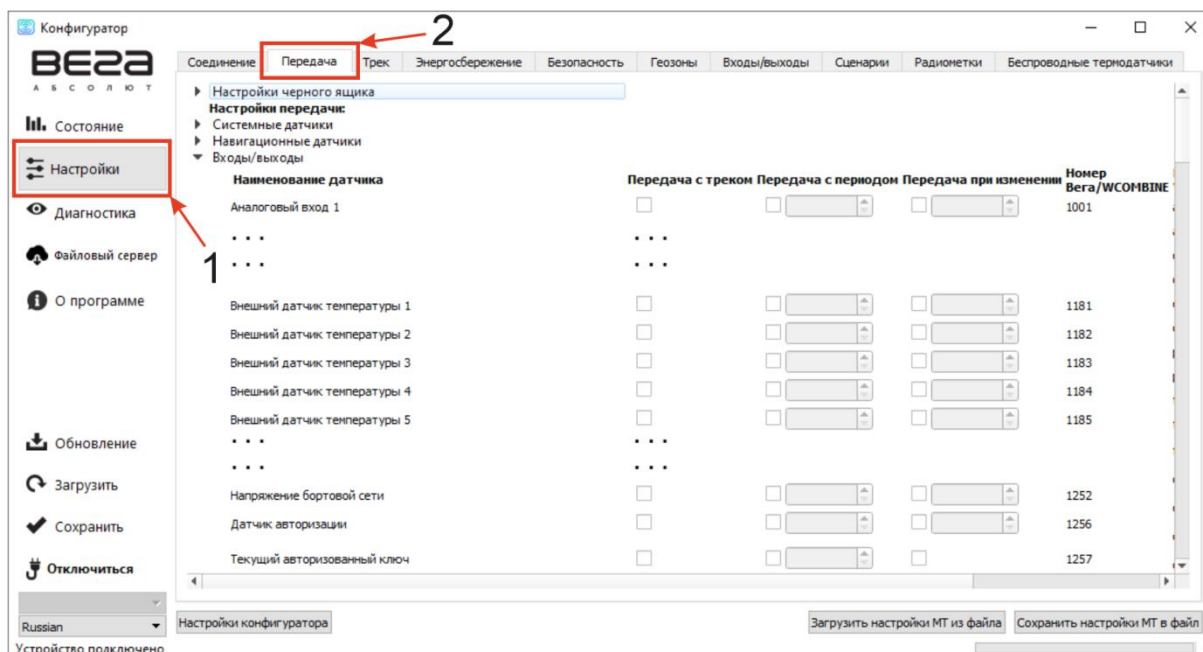 Конфигуратор
2
ВЕГА
АБСОЛЮТ
Соединение Передача Трек Энергосбережение Безопасность Геозоны Входы/выходы Сценарии Радиометки Беспроводные термодатчики
Состояние
Настройки
Диагностика
Файловый сервер
О программе
1
Обновление
Загрузить
Сохранить
Отключиться
Russian
Устройство подключено
Настройки черного ящика
Настройки передачи:
Системные датчики
Навигационные датчики
Входы/выходы
Наименование датчика Передача с треком Передача с периодом Передача при изменении Номер Вега/WCOMBINE
Аналоговый вход 1 1001
. . . . . .
. . . . . .
Внешний датчик температуры 1 1181
Внешний датчик температуры 2 1182
Внешний датчик температуры 3 1183
Внешний датчик температуры 4 1184
Внешний датчик температуры 5 1185
. . . . . .
. . . . . .
Напряжение бортовой сети 1252
Датчик авторизации 1256
Текущий авторизованный ключ 1257
Настройки конфигуратора Загрузить настройки МТ из файла Сохранить настройки МТ в файл